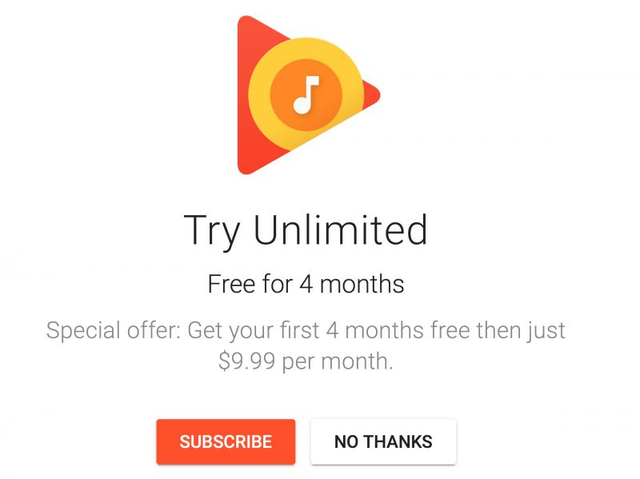 Try Unlimited
Free for 4 months
Special offer: Get your first 4 months free then just
$9.99 per month.
SUBSCRIBE NO THANKS